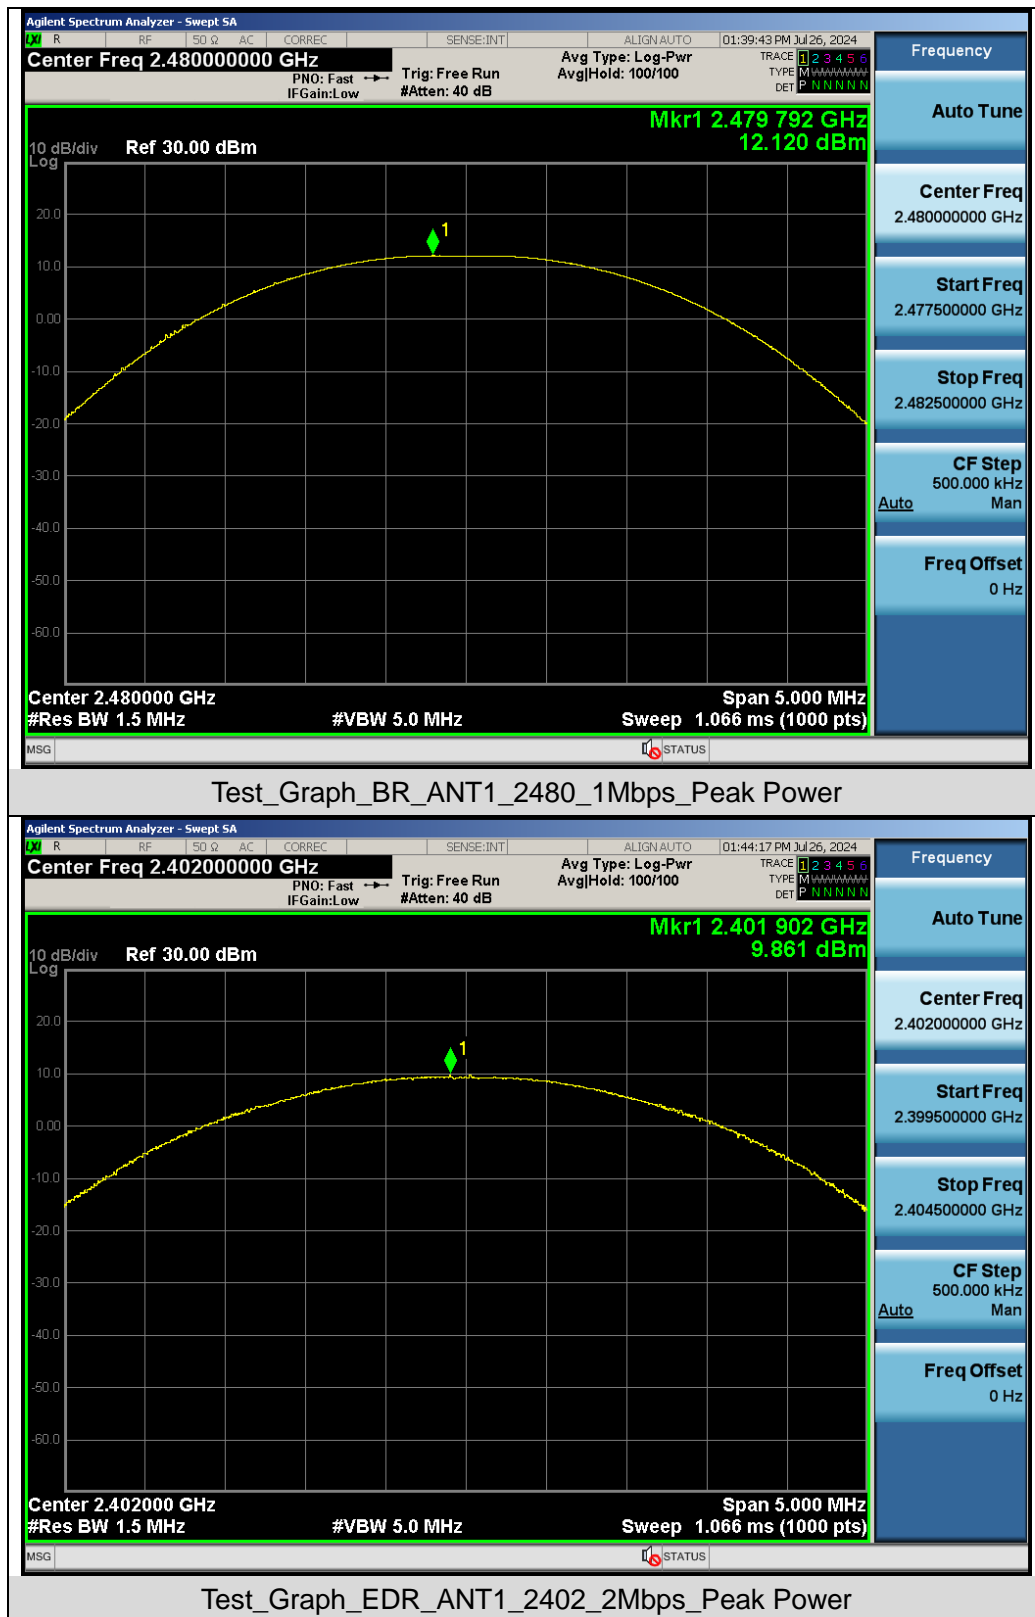 Agilent Spectrum Analyzer - Swept SA
LXI R RF 50 Ω AC CORREC SENSE:INT ALIGN AUTO 01:39:43 PM Jul 26, 2024
Center Freq 2.480000000 GHz
PNO: Fast
IFGain:Low
Trig: Free Run
#Atten: 40 dB
Avg Type: Log-Pwr
Avg|Hold: 100/100
TRACE 1 2 3 4 5 6
TYPE M WWWWW
DET P N N N N N
Frequency
Mkr1 2.479 792 GHz
12.120 dBm
10 dB/div Ref 30.00 dBm
Log
20.0
10.0
0.00
-10.0
-20.0
-30.0
-40.0
-50.0
-60.0
1
Center 2.480000 GHz
Span 5.000 MHz
#Res BW 1.5 MHz
#VBW 5.0 MHz
Sweep 1.066 ms (1000 pts)
Auto Tune
Center Freq
2.480000000 GHz
Start Freq
2.477500000 GHz
Stop Freq
2.482500000 GHz
CF Step
500.000 kHz
Auto Man
Freq Offset
0 Hz
MSG STATUS
Test_Graph_BR_ANT1_2480_1Mbps_Peak Power
Agilent Spectrum Analyzer - Swept SA
LXI R RF 50 Ω AC CORREC SENSE:INT ALIGN AUTO 01:44:17 PM Jul 26, 2024
Center Freq 2.402000000 GHz
PNO: Fast
IFGain:Low
Trig: Free Run
#Atten: 40 dB
Avg Type: Log-Pwr
Avg|Hold: 100/100
TRACE 1 2 3 4 5 6
TYPE M WWWWW
DET P N N N N N
Frequency
Mkr1 2.401 902 GHz
9.861 dBm
10 dB/div Ref 30.00 dBm
Log
20.0
10.0
0.00
-10.0
-20.0
-30.0
-40.0
-50.0
-60.0
1
Center 2.402000 GHz
Span 5.000 MHz
#Res BW 1.5 MHz
#VBW 5.0 MHz
Sweep 1.066 ms (1000 pts)
Auto Tune
Center Freq
2.402000000 GHz
Start Freq
2.399500000 GHz
Stop Freq
2.404500000 GHz
CF Step
500.000 kHz
Auto Man
Freq Offset
0 Hz
MSG STATUS
Test_Graph_EDR_ANT1_2402_2Mbps_Peak Power